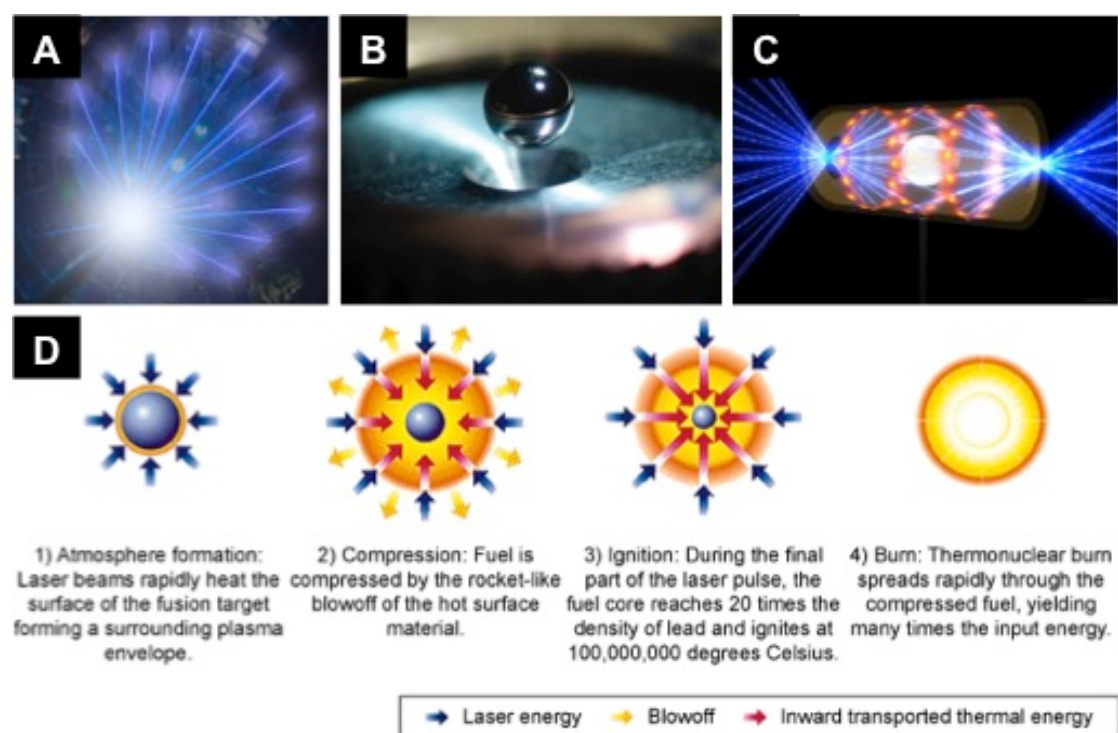 A
B
C
D
1) Atmosphere formation:
Laser beams rapidly heat the
surface of the fusion target
forming a surrounding plasma
envelope.
2) Compression: Fuel is
compressed by the rocket-like
blowoff of the hot surface
material.
3) Ignition: During the final
part of the laser pulse, the
fuel core reaches 20 times the
density of lead and ignites at
100,000,000 degrees Celsius.
4) Burn: Thermonuclear burn
spreads rapidly through the
compressed fuel, yielding
many times the input energy.
Laser energy Blowoff Inward transported thermal energy